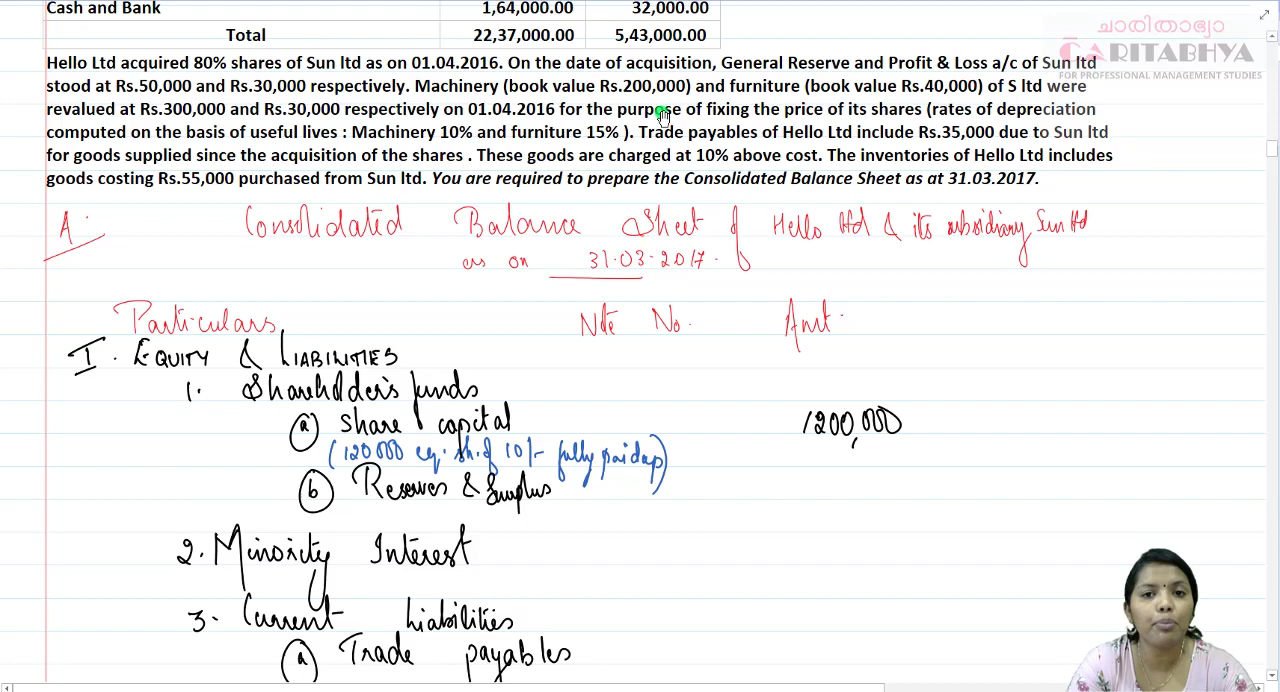 Cash and Bank 1,64,000.00 32,000.00
Total 22,37,000.00 5,43,000.00
ചാരിതാഭ്യാ
CARITABHYA
FOR PROFESSIONAL MANAGEMENT STUDIES
Hello Ltd acquired 80% shares of Sun ltd as on 01.04.2016. On the date of acquisition, General Reserve and Profit & Loss a/c of Sun ltd
stood at Rs.50,000 and Rs.30,000 respectively. Machinery (book value Rs.200,000) and furniture (book value Rs.40,000) of S ltd were
revalued at Rs.300,000 and Rs.30,000 respectively on 01.04.2016 for the purpose of fixing the price of its shares (rates of depreciation
computed on the basis of useful lives : Machinery 10% and furniture 15% ). Trade payables of Hello Ltd include Rs.35,000 due to Sun ltd
for goods supplied since the acquisition of the shares . These goods are charged at 10% above cost. The inventories of Hello Ltd includes
goods costing Rs.55,000 purchased from Sun ltd. You are required to prepare the Consolidated Balance Sheet as at 31.03.2017.
A: Consolidated Balance Sheet of Hello ltd & its subsidiary Sun ltd
as on 31.03.2017.
Particulars Note No. Amt.
I. EQUITY & LIABILITIES
1. Shareholder's funds
(a) Share capital 1200,000
(120000 eq. sh. of 10/- fully paid up)
(b) Reserves & Surplus
2. Minority Interest
3. Current liabilities
(a) Trade payables